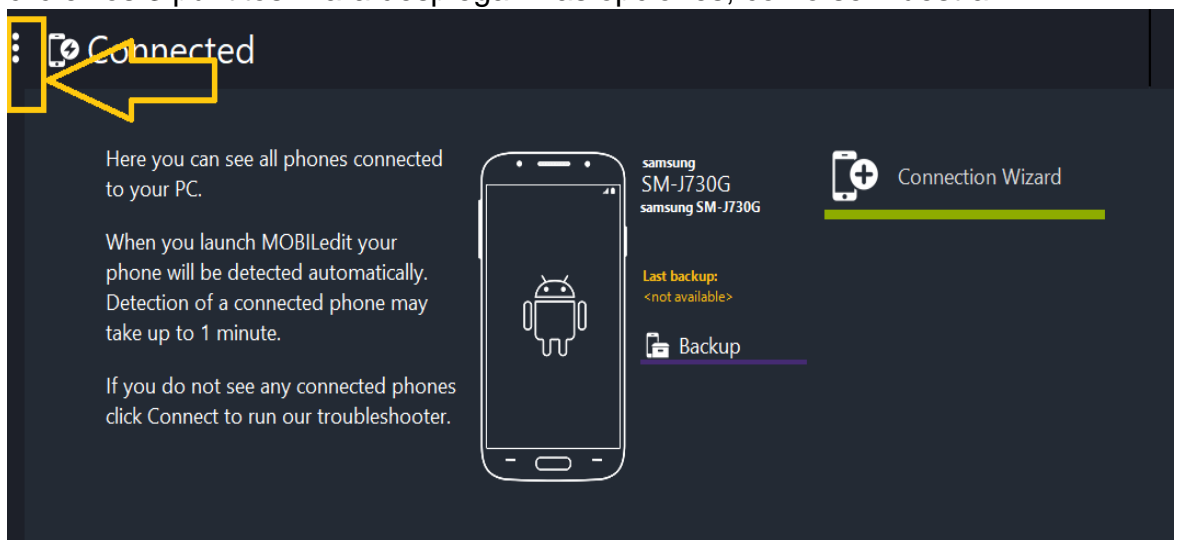 Connected
Here you can see all phones connected
to your PC.
When you launch MOBILedit your
phone will be detected automatically.
Detection of a connected phone may
take up to 1 minute.
If you do not see any connected phones
click Connect to run our troubleshooter.
samsung
SM-J730G
samsung SM-J730G
Last backup:
<not available>
Backup
Connection Wizard